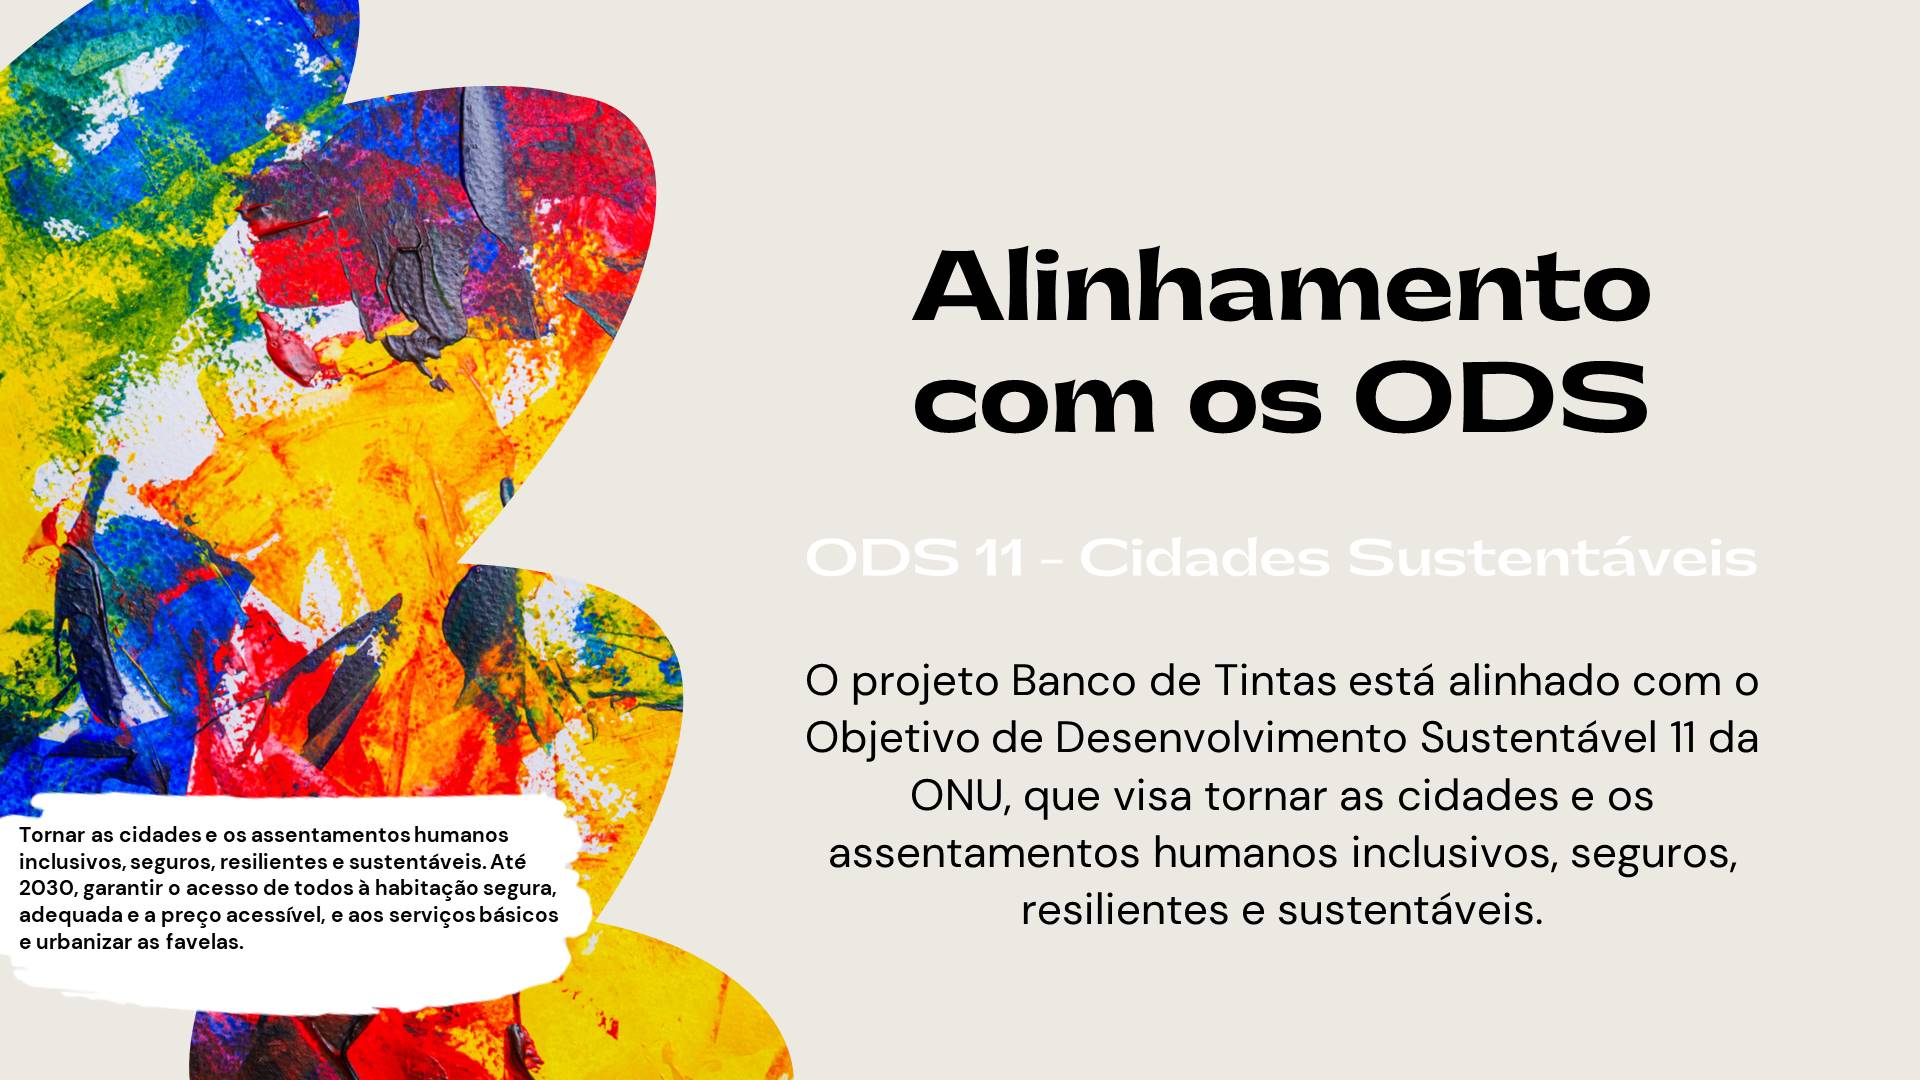 Alinhamento
com os ODS
ODS 11 - Cidades Sustentáveis
O projeto Banco de Tintas está alinhado com o
Objetivo de Desenvolvimento Sustentável 11 da
ONU, que visa tornar as cidades e os
assentamentos humanos inclusivos, seguros,
resilientes e sustentáveis.
Tornar as cidades e os assentamentos humanos
inclusivos, seguros, resilientes e sustentáveis. Até
2030, garantir o acesso de todos à habitação segura,
adequada e a preço acessível, e aos serviços básicos
e urbanizar as favelas.